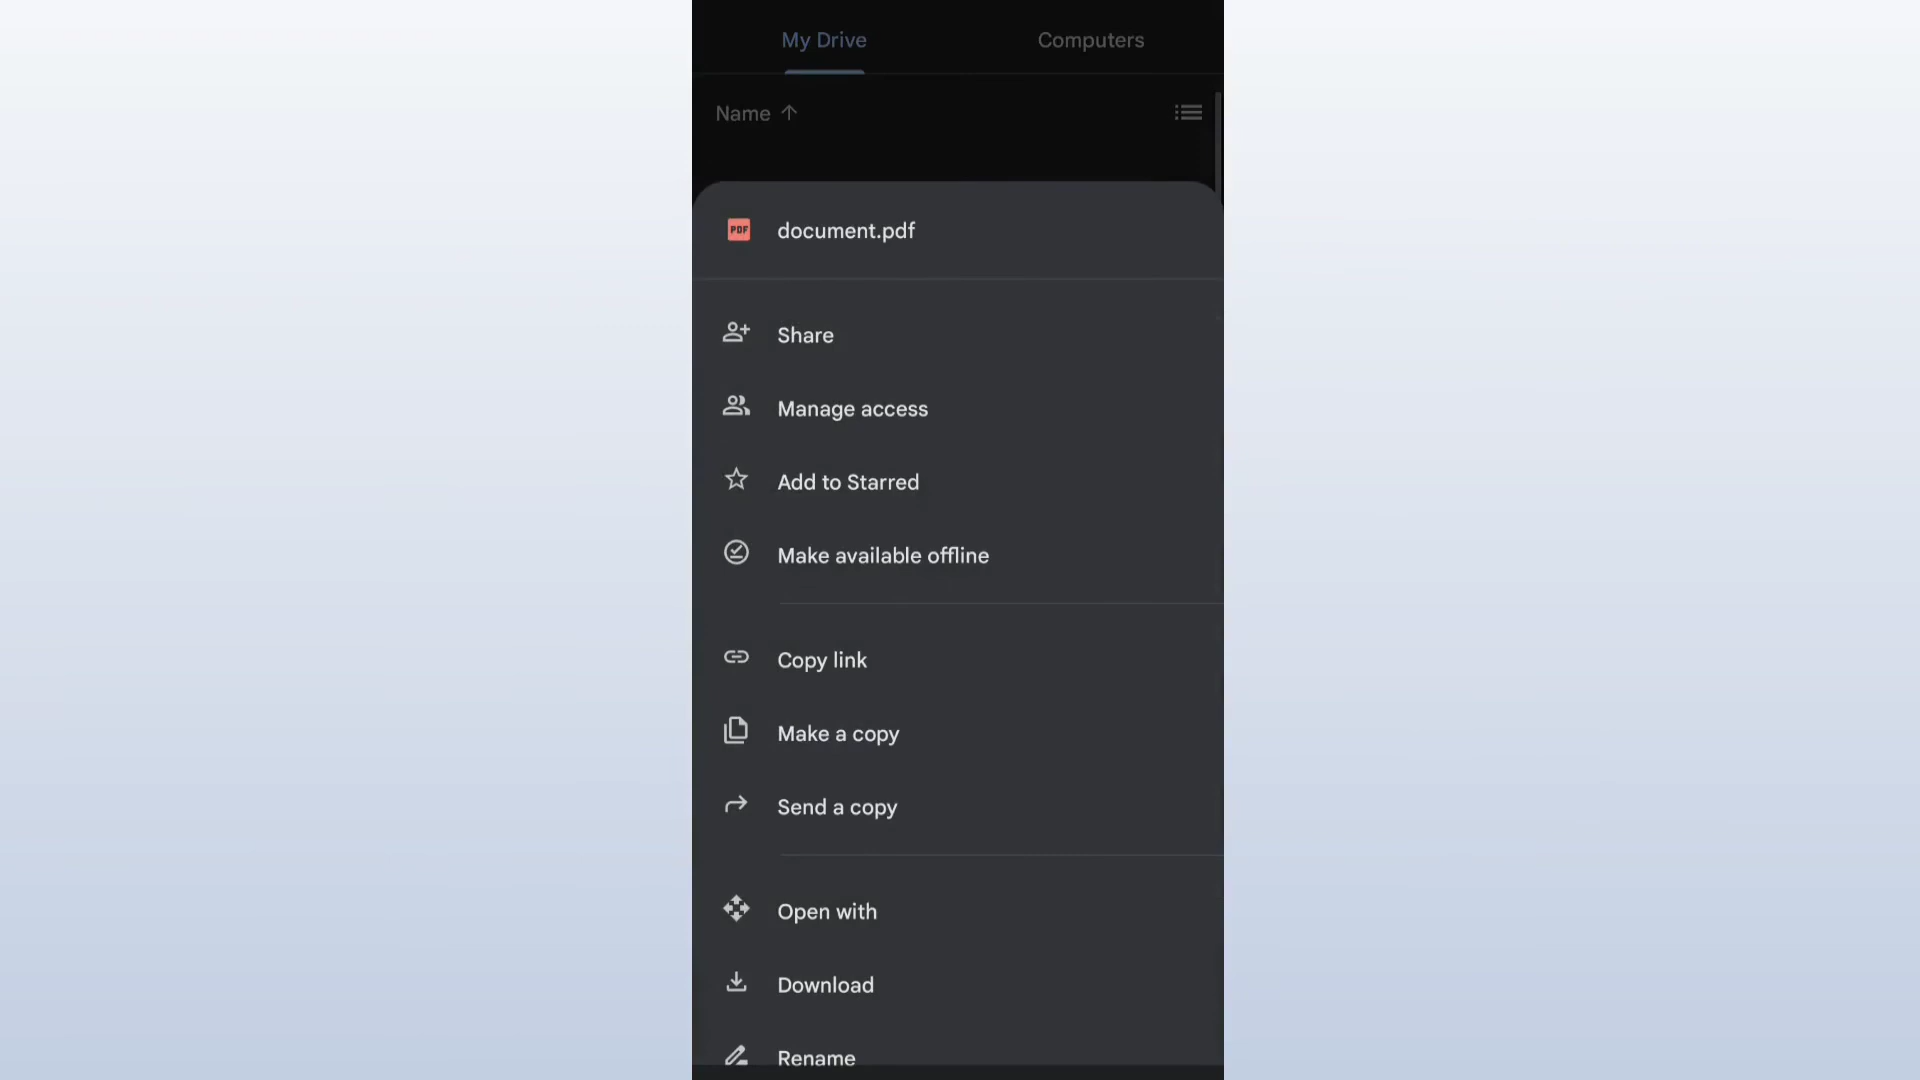 My Drive
Computers
Name
PDF
document.pdf
Share
Manage access
Add to Starred
Make available offline
Copy link
Make a copy
Send a copy
Open with
Download
Rename